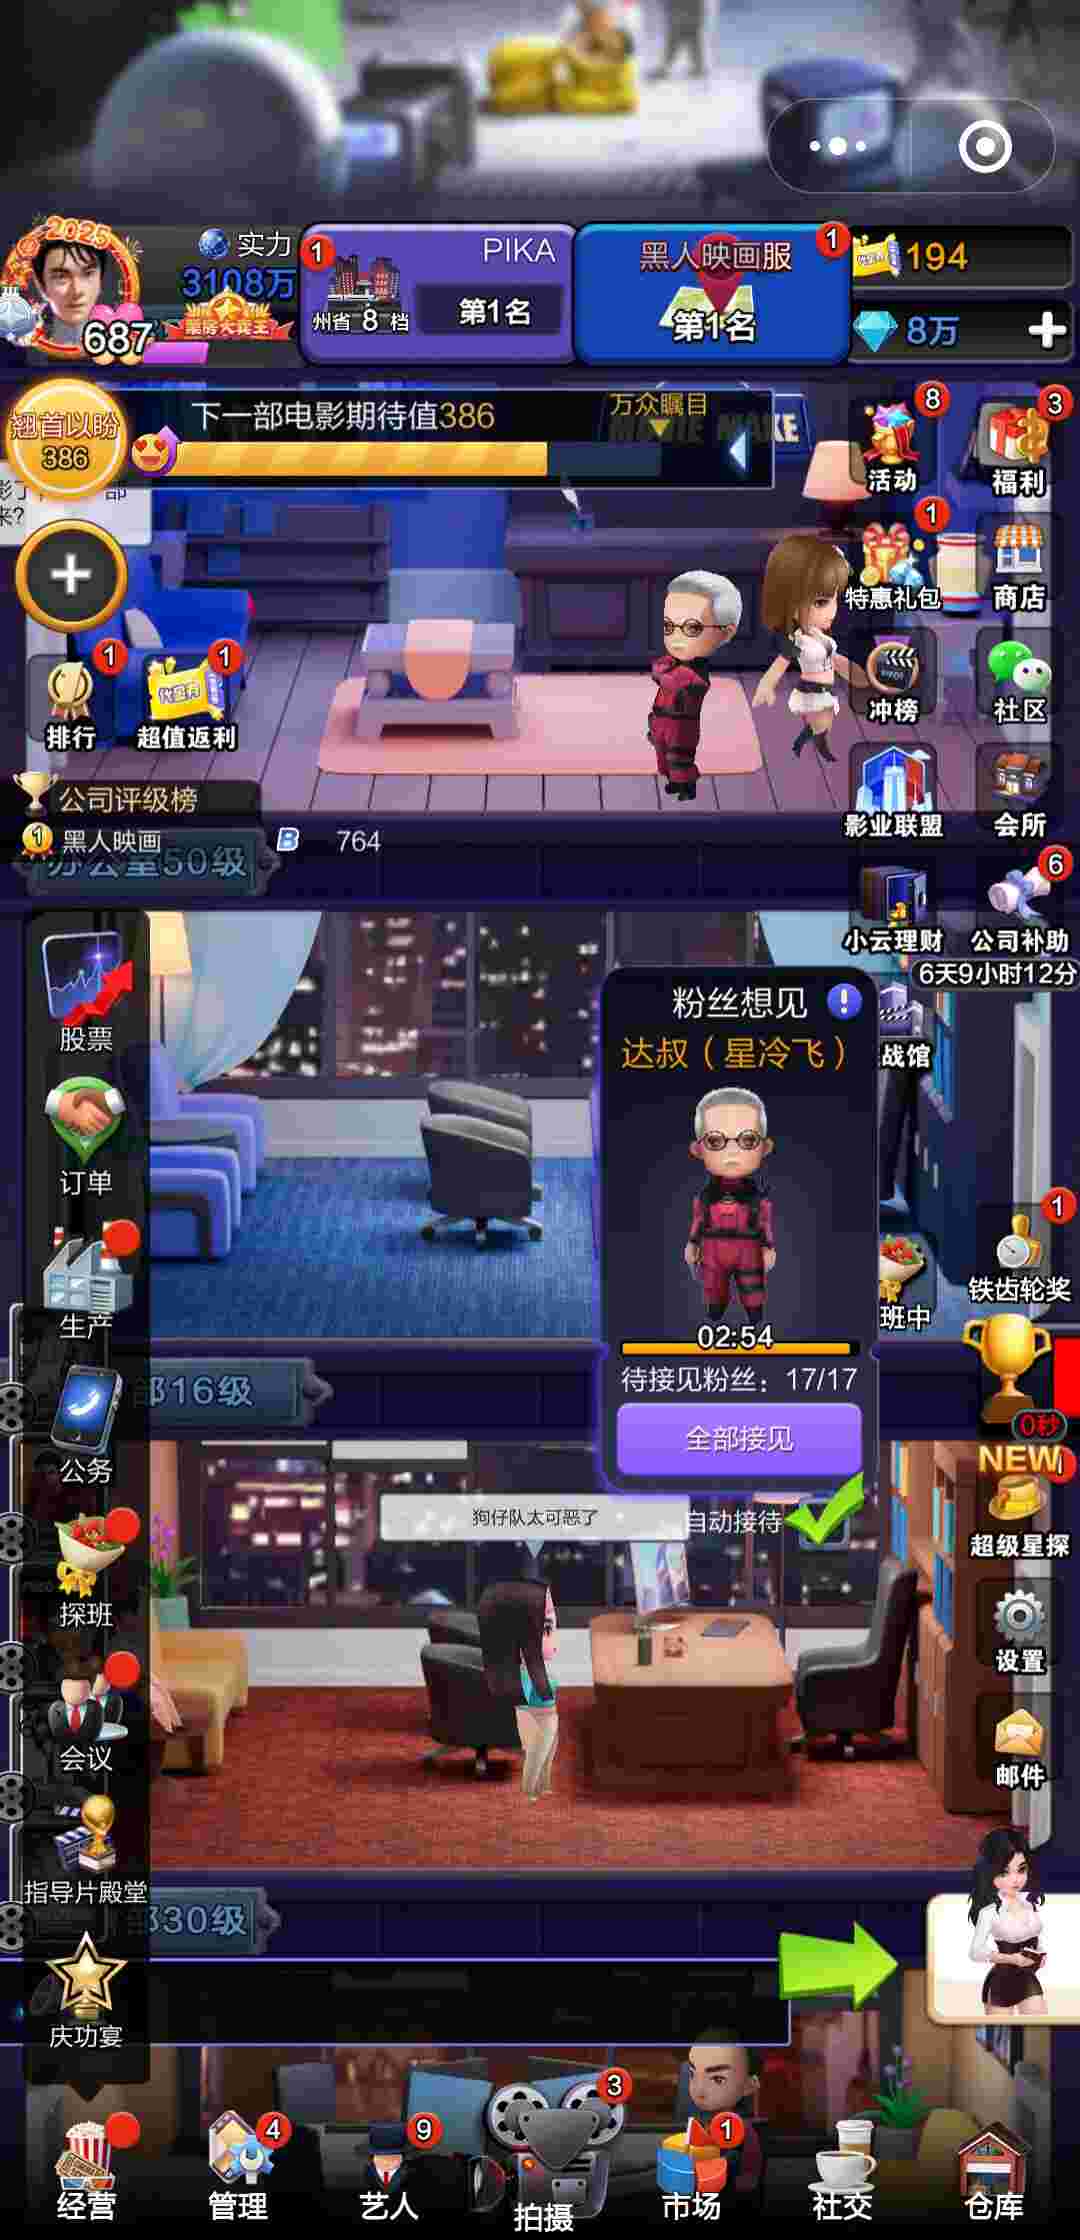 2025
实力
3108万
687
票房大赛王
1
PIKA
州省 8 档
第1名
黑人映画服
1
第1名
194
8万
翘首以盼
386
下一部电影期待值386
万众瞩目
部
来?
8
活动
3
福利
1
特惠礼包
商店
1
排行
1
超值返利
冲榜
社区
公司评级榜
1
黑人映画
764
影业联盟
会所
办公室50级
小云理财
6
公司补助
6天9小时12分
股票
粉丝想见
达叔（星冷飞）
战馆
订单
02:54
待接见粉丝：17/17
全部接见
班中
1
铁齿轮奖
生产
部16级
0秒
NEW
超级星探
公务
狗仔队太可恶了
自动接待
探班
设置
会议
邮件
指导片殿堂
部30级
庆功宴
经营
4
管理
9
艺人
3
拍摄
1
市场
社交
仓库